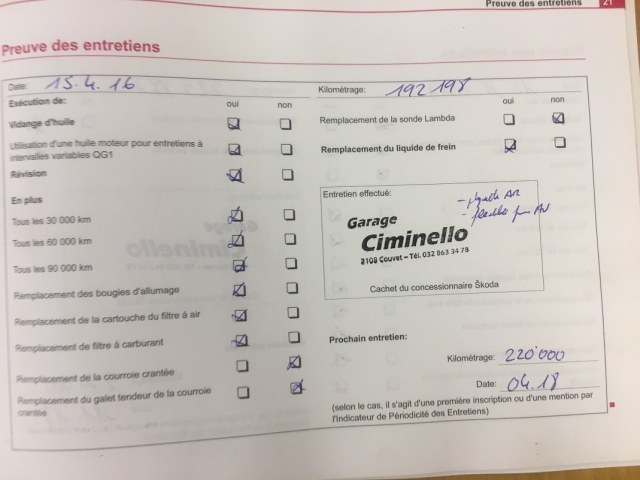 Preuve des entretiens 21
Preuve des entretiens
Date: 15.4.16
Exécution de: oui non
Vidange d'huile
Utilisation d'une huile moteur pour entretiens à
intervalles variables QG1
Révision
En plus
Tous les 30 000 km
Tous les 60 000 km
Tous les 90 000 km
Remplacement des bougies d'allumage
Remplacement de la cartouche du filtre à air
Remplacement de filtre à carburant
Remplacement de la courroie crantée
Remplacement du galet tendeur de la courroie
crantée
Kilométrage: 192 198
oui non
Remplacement de la sonde Lambda
Remplacement du liquide de frein
Entretien effectué:
- AR
- AV
Garage
Ciminello
2108 Couvet - Tél. 032 863 34 78
Cachet du concessionnaire Škoda
Prochain entretien:
Kilométrage: 220'000
Date: 04.18
(selon le cas, il s'agit d'une première inscription ou d'une mention par
l'Indicateur de Périodicité des Entretiens)